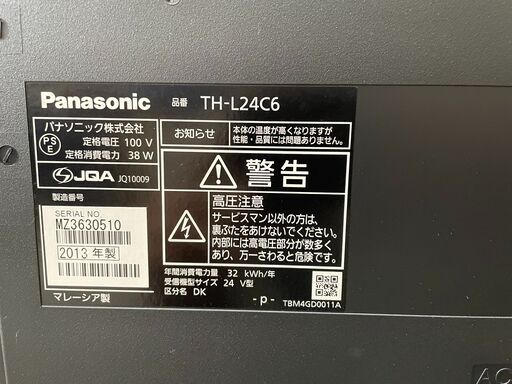 Panasonic 品番 TH-L24C6
パナソニック株式会社
PS
E
定格電圧 100 V
定格消費電力 38 W
お知らせ
本体の温度が高くなりますが
性能・品質には問題ありません。
JQA JQ10009
製造番号
SERIAL NO.
MZ3630510
2013 年製
マレーシア製
警告
高圧注意
サービスマン以外の方は、
裏ぶたをあけないでください。
内部には高電圧部分が数多く
あり、万一さわると危険です。
年間消費電力量 32 kWh/年
受信機型サイズ 24 V型
区分名 DK
-p-
TBM4GD0011A
AC